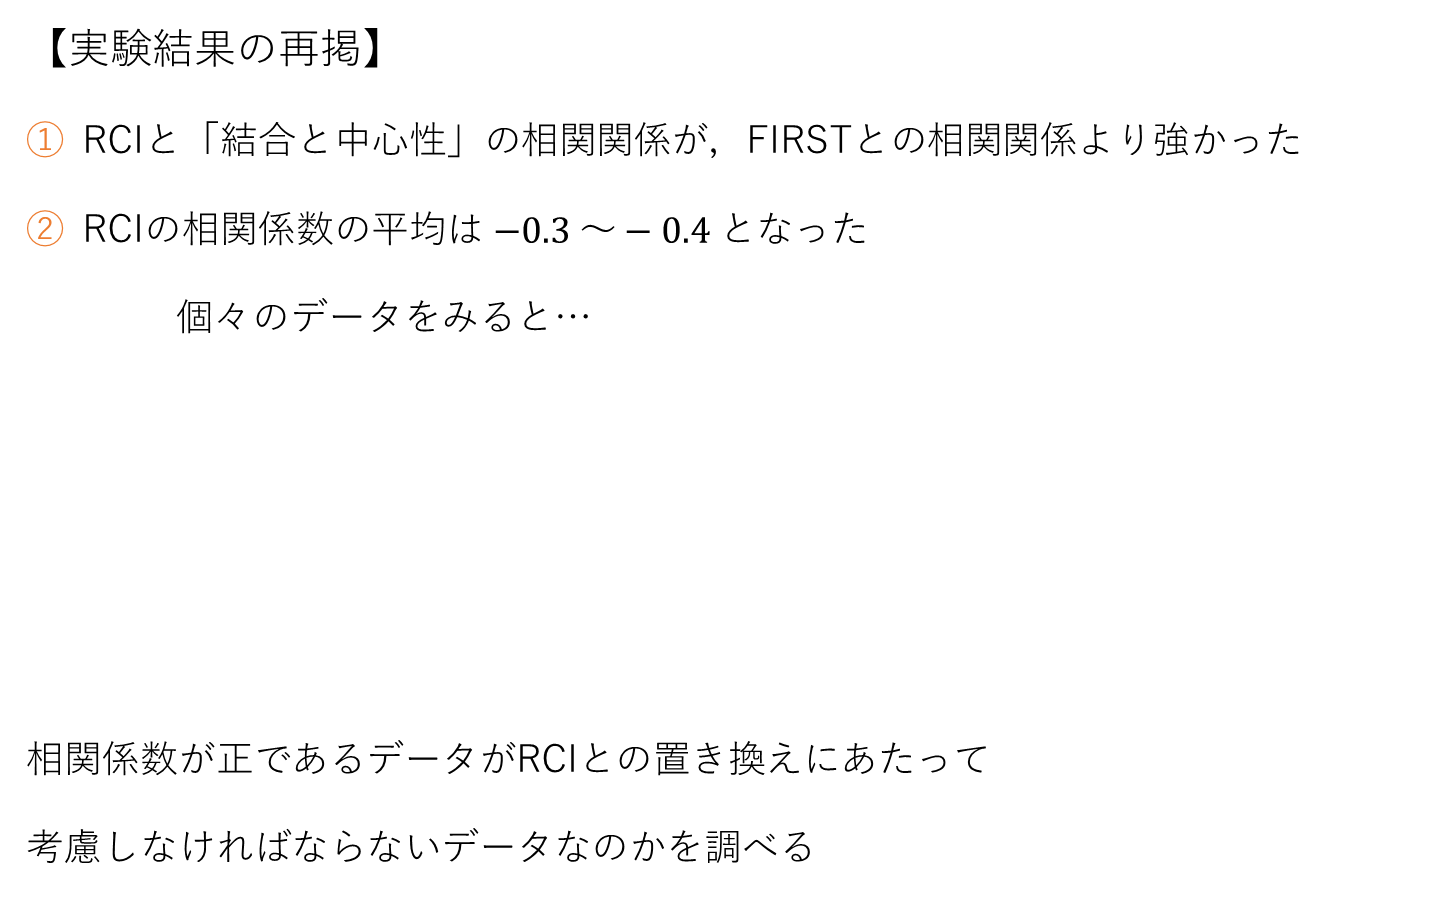 【実験結果の再掲】
① RCIと「結合と中心性」の相関関係が，FIRSTとの相関関係より強かった
② RCIの相関係数の平均は −0.3 ～ − 0.4 となった
個々のデータをみると…
相関係数が正であるデータがRCIとの置き換えにあたって
考慮しなければならないデータなのかを調べる